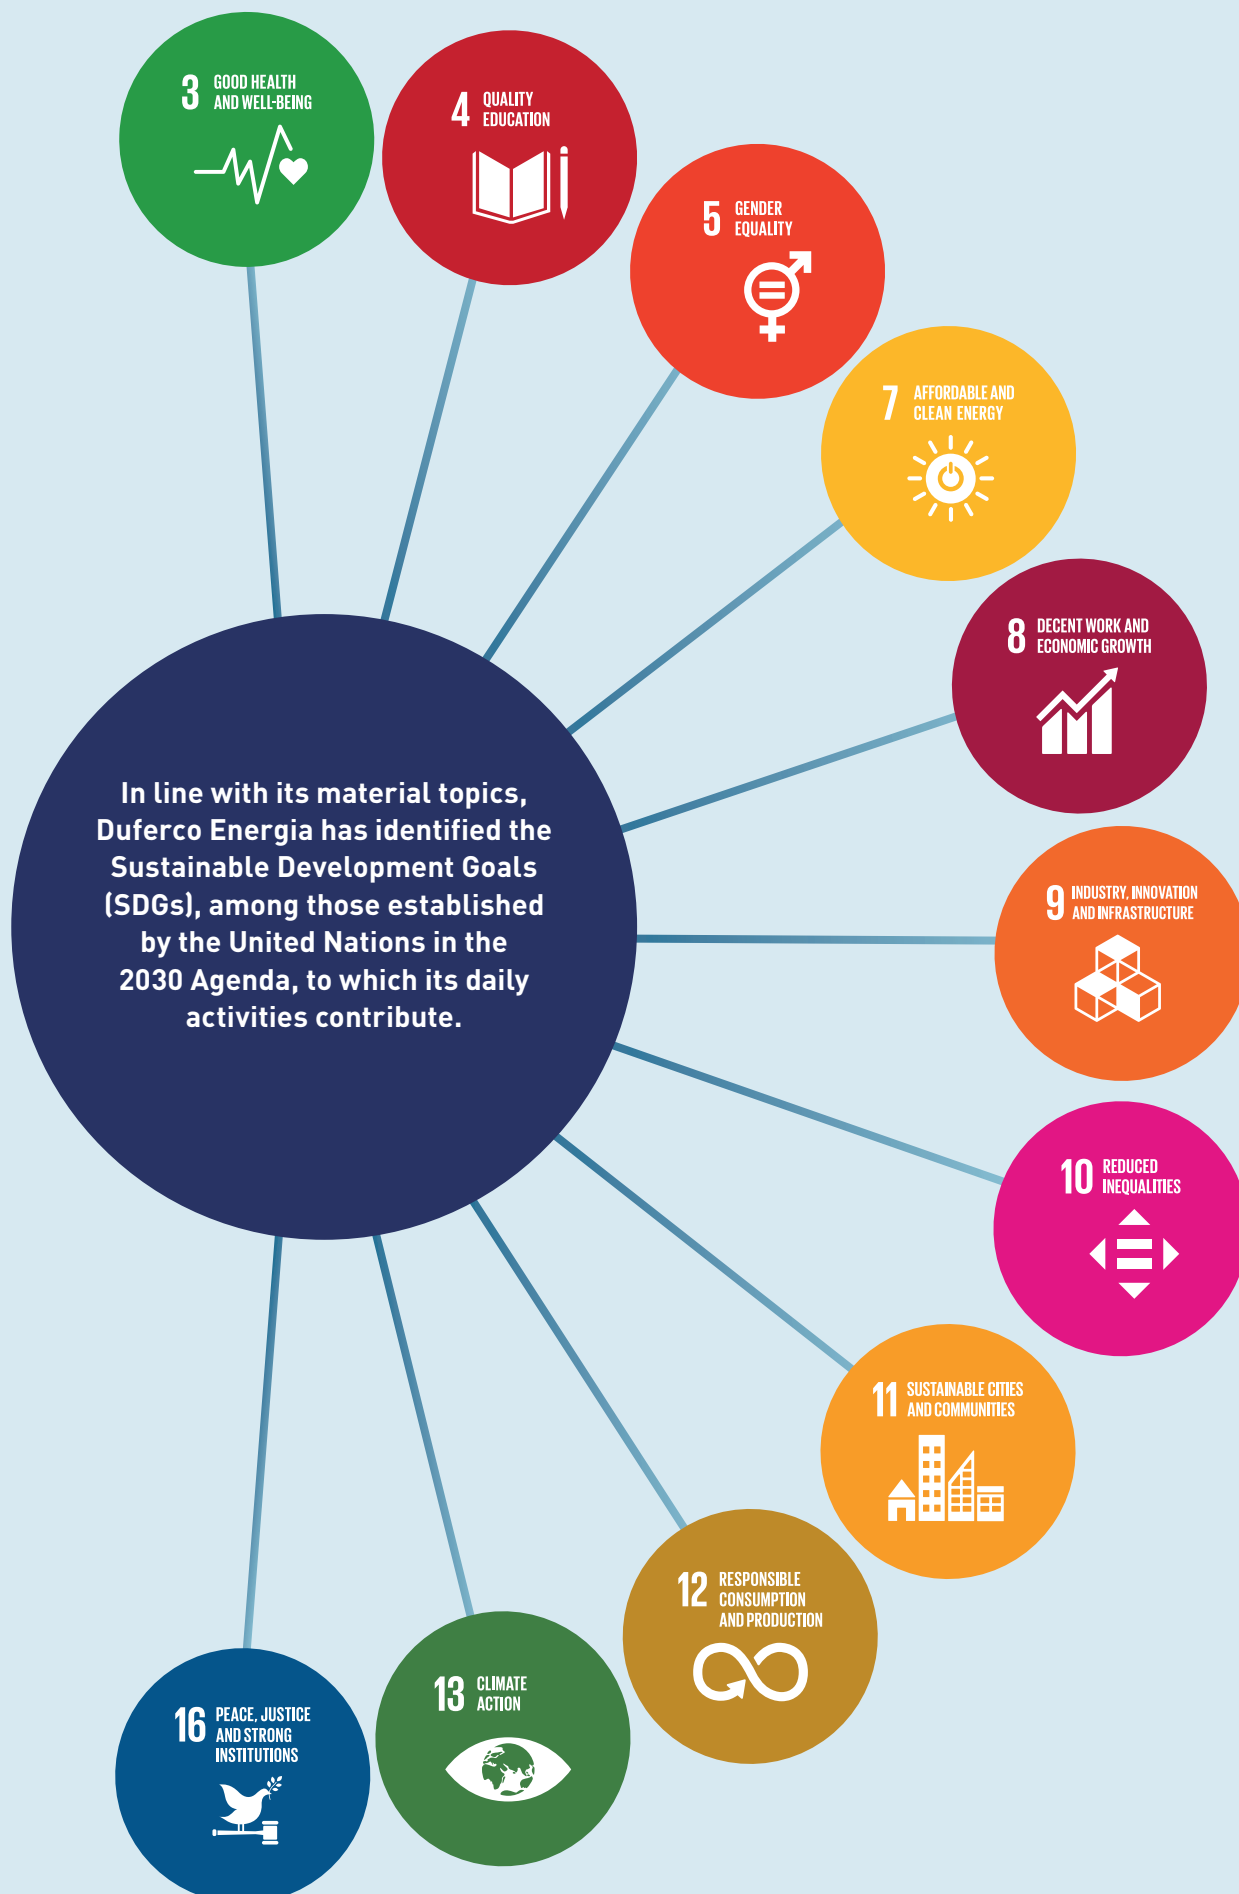 3 GOOD HEALTH
AND WELL-BEING
4 QUALITY
EDUCATION
5 GENDER
EQUALITY
7 AFFORDABLE AND
CLEAN ENERGY
8 DECENT WORK AND
ECONOMIC GROWTH
In line with its material topics,
Duferco Energia has identified the
Sustainable Development Goals
(SDGs), among those established
by the United Nations in the
2030 Agenda, to which its daily
activities contribute.
9 INDUSTRY, INNOVATION
AND INFRASTRUCTURE
10 REDUCED
INEQUALITIES
11 SUSTAINABLE CITIES
AND COMMUNITIES
12 RESPONSIBLE
CONSUMPTION
AND PRODUCTION
13 CLIMATE
ACTION
16 PEACE, JUSTICE
AND STRONG
INSTITUTIONS